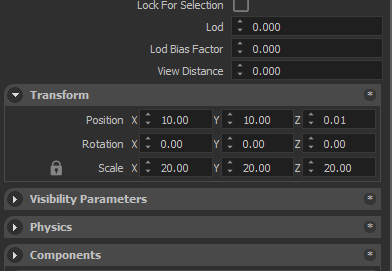 Lock For Selection
Lod 0.000
Lod Bias Factor 0.000
View Distance 0.000
Transform *
Position X 10.00 Y 10.00 Z 0.01
Rotation X 0.00 Y 0.00 Z 0.00
Scale X 20.00 Y 20.00 Z 20.00
Visibility Parameters *
Physics *
Components *